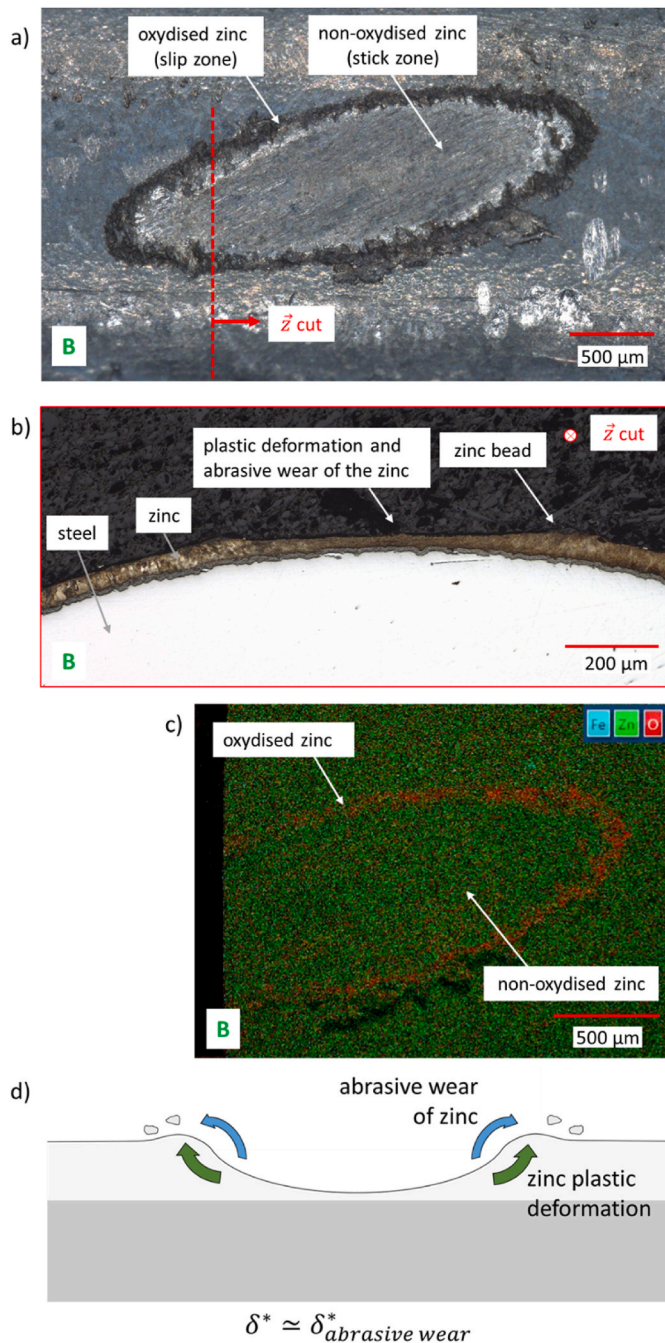 a)
oxydised zinc
(slip zone)
non-oxydised zinc
(stick zone)
z⃗ cut
B
500 µm
b)
plastic deformation and
abrasive wear of the zinc
zinc bead
z⃗ cut
zinc
steel
B
200 µm
c)
oxydised zinc
Fe Zn O
non-oxydised zinc
B
500 µm
d)
abrasive wear
of zinc
zinc plastic
deformation
δ* ≃ δ*abrasive wear